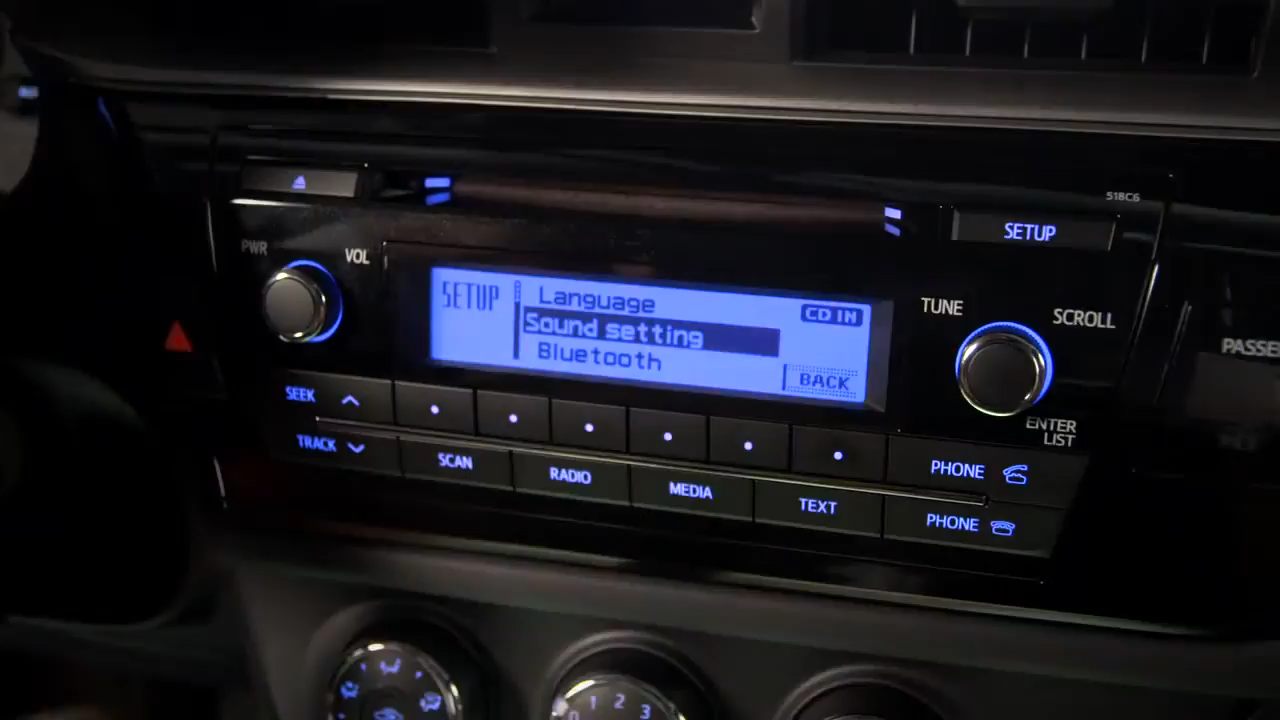 518C6
SETUP
PWR
VOL
SETUP
Language
Sound setting
Bluetooth
CD IN
BACK
TUNE
SCROLL
ENTER
LIST
SEEK
TRACK
SCAN
RADIO
MEDIA
TEXT
PHONE
PHONE
1 2 3